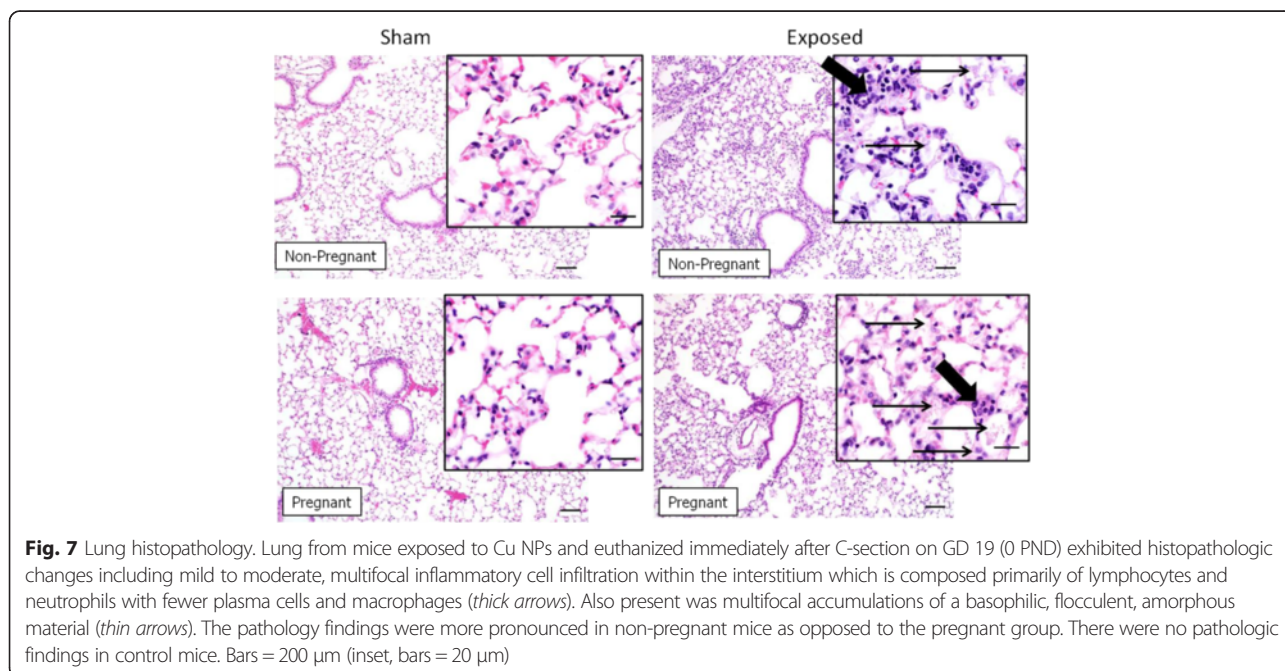 Sham
Exposed
Non-Pregnant
Non-Pregnant
Pregnant
Pregnant
Fig. 7 Lung histopathology. Lung from mice exposed to Cu NPs and euthanized immediately after C-section on GD 19 (0 PND) exhibited histopathologic
changes including mild to moderate, multifocal inflammatory cell infiltration within the interstitium which is composed primarily of lymphocytes and
neutrophils with fewer plasma cells and macrophages (thick arrows). Also present was multifocal accumulations of a basophilic, flocculent, amorphous
material (thin arrows). The pathology findings were more pronounced in non-pregnant mice as opposed to the pregnant group. There were no pathologic
findings in control mice. Bars = 200 μm (inset, bars = 20 μm)